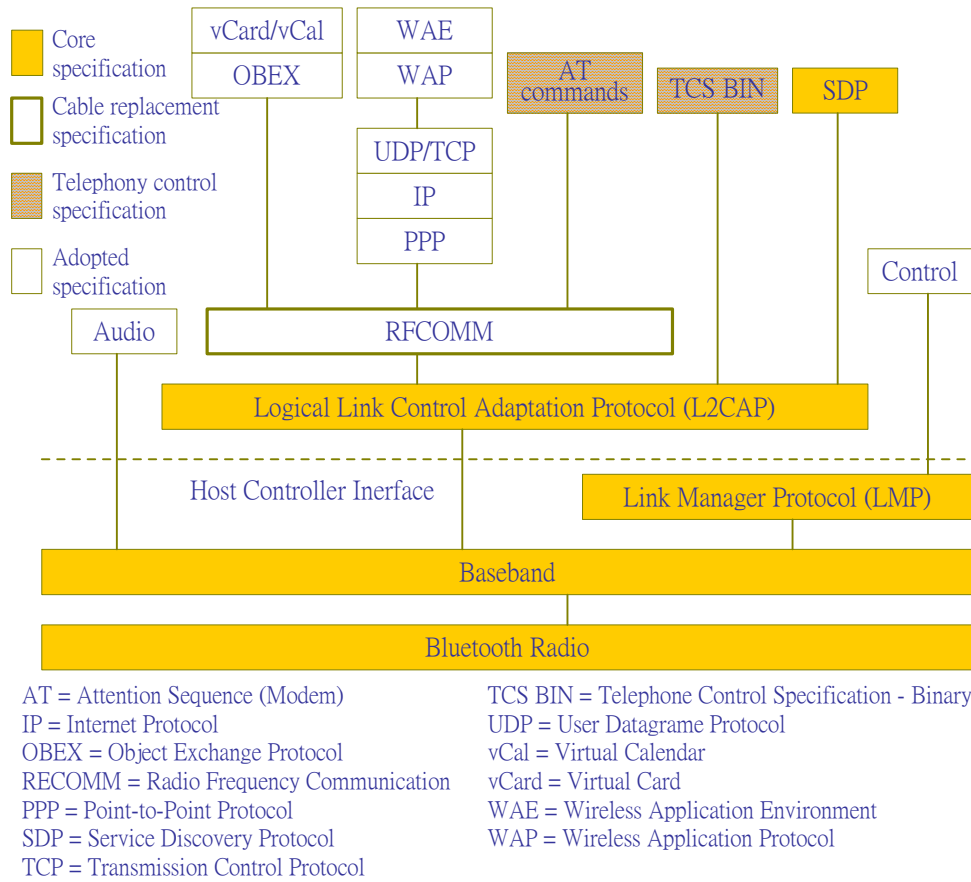 Core
specification
Cable replacement
specification
Telephony control
specification
Adopted
specification
vCard/vCal
OBEX
WAE
WAP
UDP/TCP
IP
PPP
AT
commands
TCS BIN
SDP
Control
Audio
RFCOMM
Logical Link Control Adaptation Protocol (L2CAP)
Host Controller Inerface
Link Manager Protocol (LMP)
Baseband
Bluetooth Radio
AT = Attention Sequence (Modem)
IP = Internet Protocol
OBEX = Object Exchange Protocol
RECOMM = Radio Frequency Communication
PPP = Point-to-Point Protocol
SDP = Service Discovery Protocol
TCP = Transmission Control Protocol
TCS BIN = Telephone Control Specification - Binary
UDP = User Datagrame Protocol
vCal = Virtual Calendar
vCard = Virtual Card
WAE = Wireless Application Environment
WAP = Wireless Application Protocol